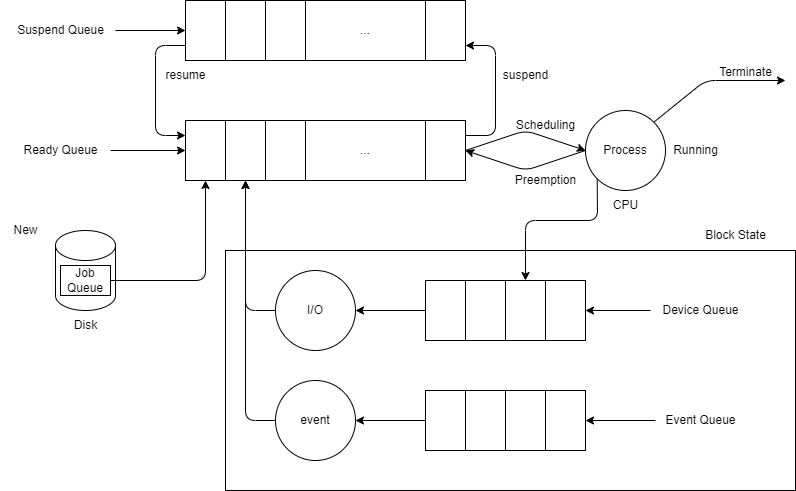 Suspend Queue
...
resume
suspend
Terminate
Ready Queue
...
Scheduling
Preemption
Process
Running
CPU
New
Job
Queue
Disk
Block State
I/O
Device Queue
event
Event Queue